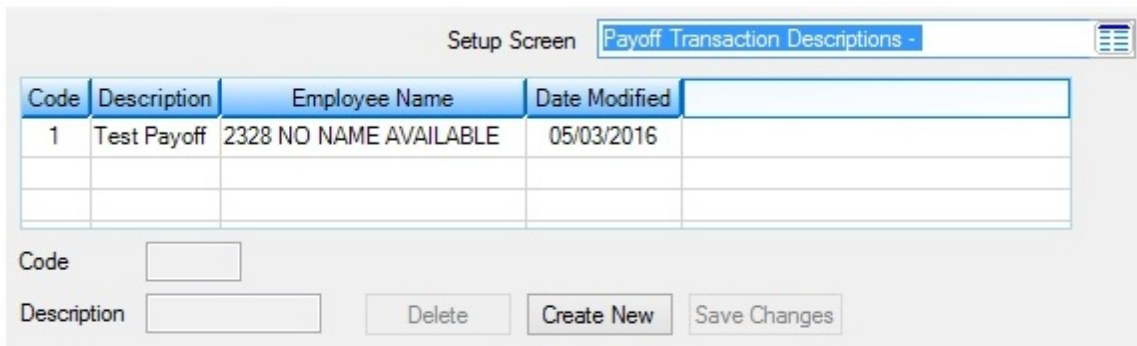 Setup Screen Payoff Transaction Descriptions -
Code Description Employee Name Date Modified
1 Test Payoff 2328 NO NAME AVAILABLE 05/03/2016
Code
Description Delete Create New Save Changes